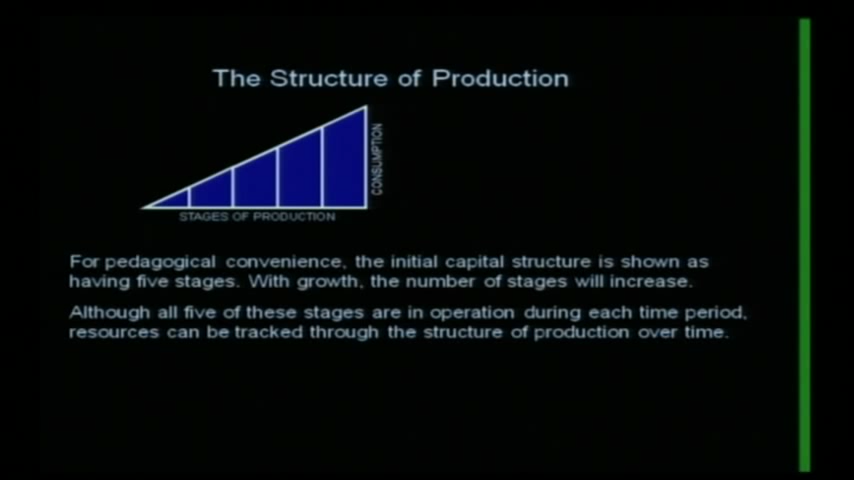 The Structure of Production
CONSUMPTION
STAGES OF PRODUCTION
For pedagogical convenience, the initial capital structure is shown as
having five stages. With growth, the number of stages will increase.
Although all five of these stages are in operation during each time period,
resources can be tracked through the structure of production over time.